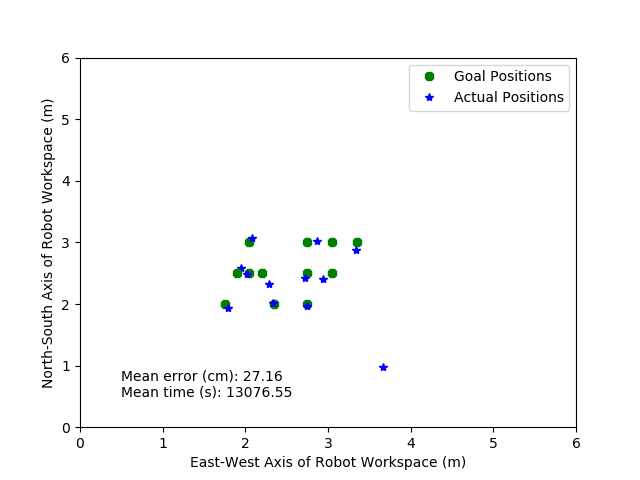 Goal Positions
Actual Positions
North-South Axis of Robot Workspace (m)
6
5
4
3
2
1
0
Mean error (cm): 27.16
Mean time (s): 13076.55
0 1 2 3 4 5 6
East-West Axis of Robot Workspace (m)